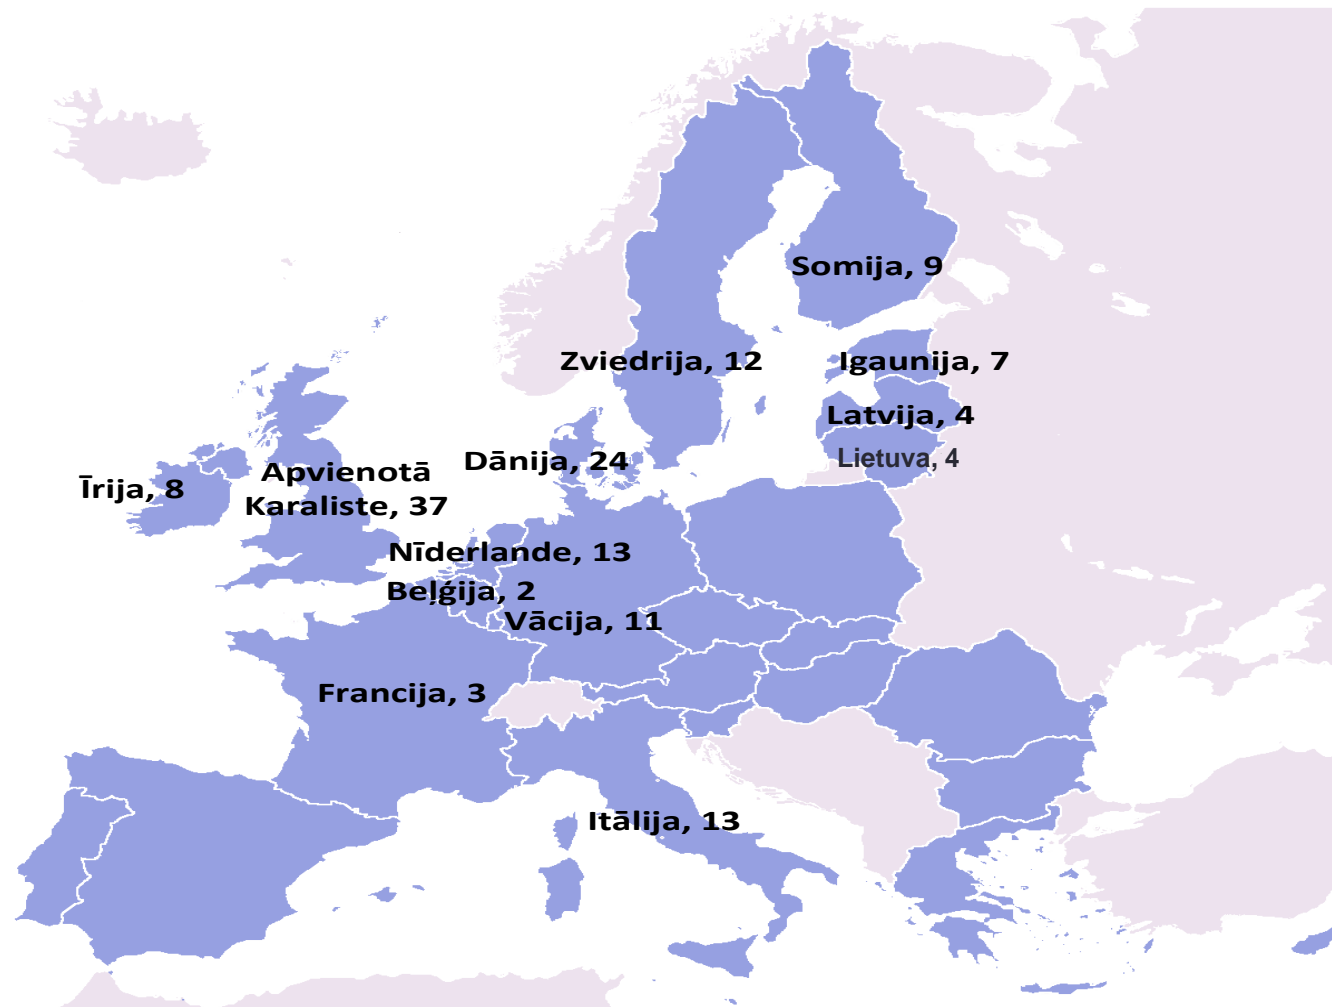 Somija, 9
Zviedrija, 12
Igaunija, 7
Latvija, 4
Lietuva, 4
Dānija, 24
Īrija, 8
Apvienotā
Karaliste, 37
Nīderlande, 13
Beļģija, 2
Vācija, 11
Francija, 3
Itālija, 13